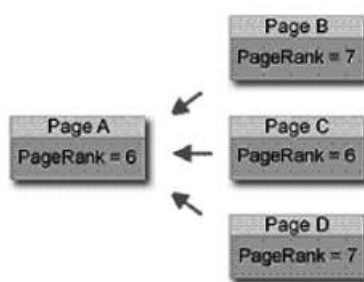 Page B
PageRank = 7
Page A
PageRank = 6
Page C
PageRank = 6
Page D
PageRank = 7